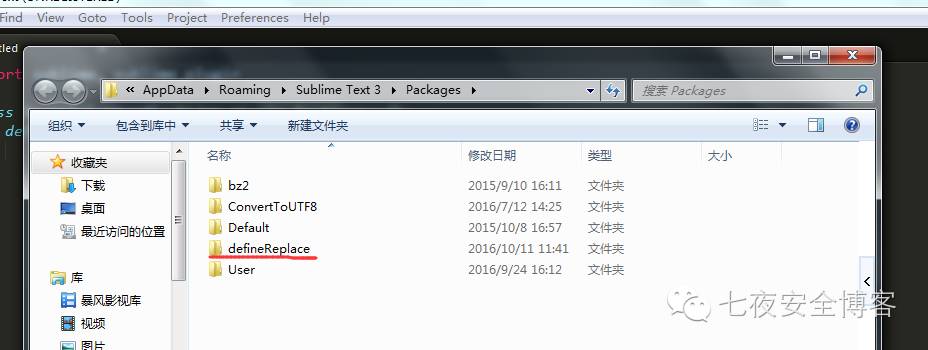 Find View Goto Tools Project Preferences Help
tled
ort
ss
de
« AppData Roaming Sublime Text 3 Packages
搜索 Packages
组织 包含到库中 共享 新建文件夹
收藏夹
下载
桌面
最近访问的位置
库
暴风影视库
视频
图片
名称 修改日期 类型 大小
bz2 2015/9/10 16:11 文件夹
ConvertToUTF8 2016/7/12 14:25 文件夹
Default 2015/10/8 16:57 文件夹
defineReplace 2016/10/11 11:41 文件夹
User 2016/9/24 16:12 文件夹
七夜安全博客